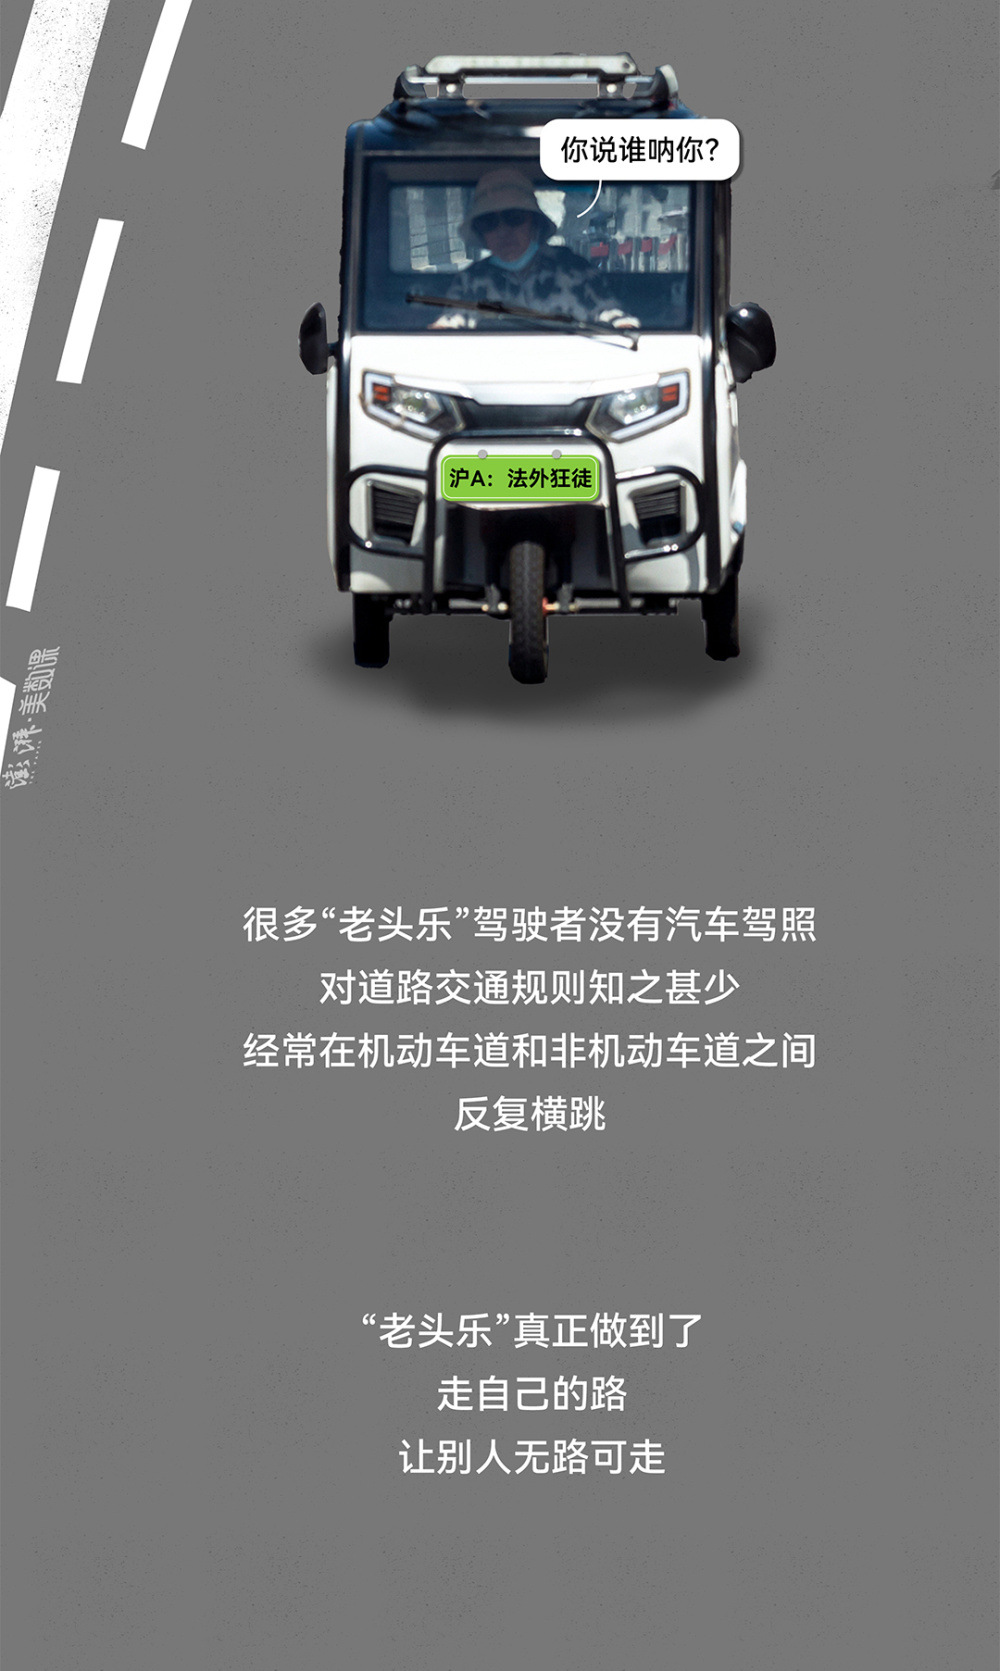 你说谁呐你？
沪A：法外狂徒
澎湃·美数课
很多“老头乐”驾驶者没有汽车驾照
对道路交通规则知之甚少
经常在机动车道和非机动车道之间
反复横跳
“老头乐”真正做到了
走自己的路
让别人无路可走